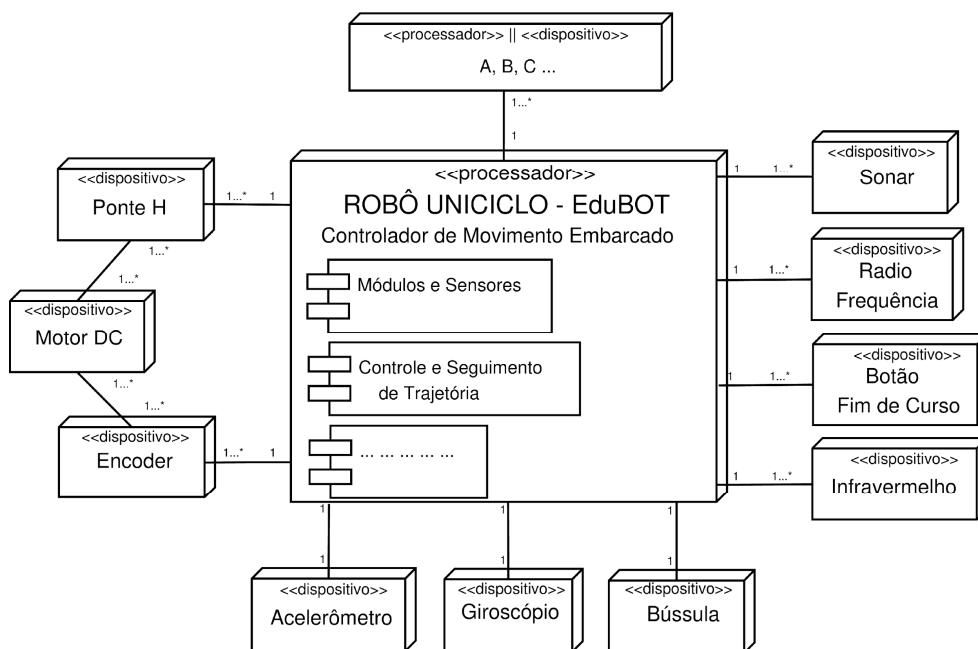 <<processador>> || <<dispositivo>>
A, B, C ...
1...*
1
<<processador>>
ROBÔ UNICICLO - EduBOT
Controlador de Movimento Embarcado
Módulos e Sensores
Controle e Seguimento
de Trajetória
... ... ... ... ...
<<dispositivo>>
Ponte H
1...*
1
1...*
1...*
<<dispositivo>>
Motor DC
1...*
1...*
<<dispositivo>>
Encoder
1...*
1
<<dispositivo>>
Sonar
1
1...*
<<dispositivo>>
Radio
Frequência
1
1...*
<<dispositivo>>
Botão
Fim de Curso
1
1...*
<<dispositivo>>
Infravermelho
1
1...*
1
1
<<dispositivo>>
Acelerômetro
1
1
<<dispositivo>>
Giroscópio
1
1
<<dispositivo>>
Bússula